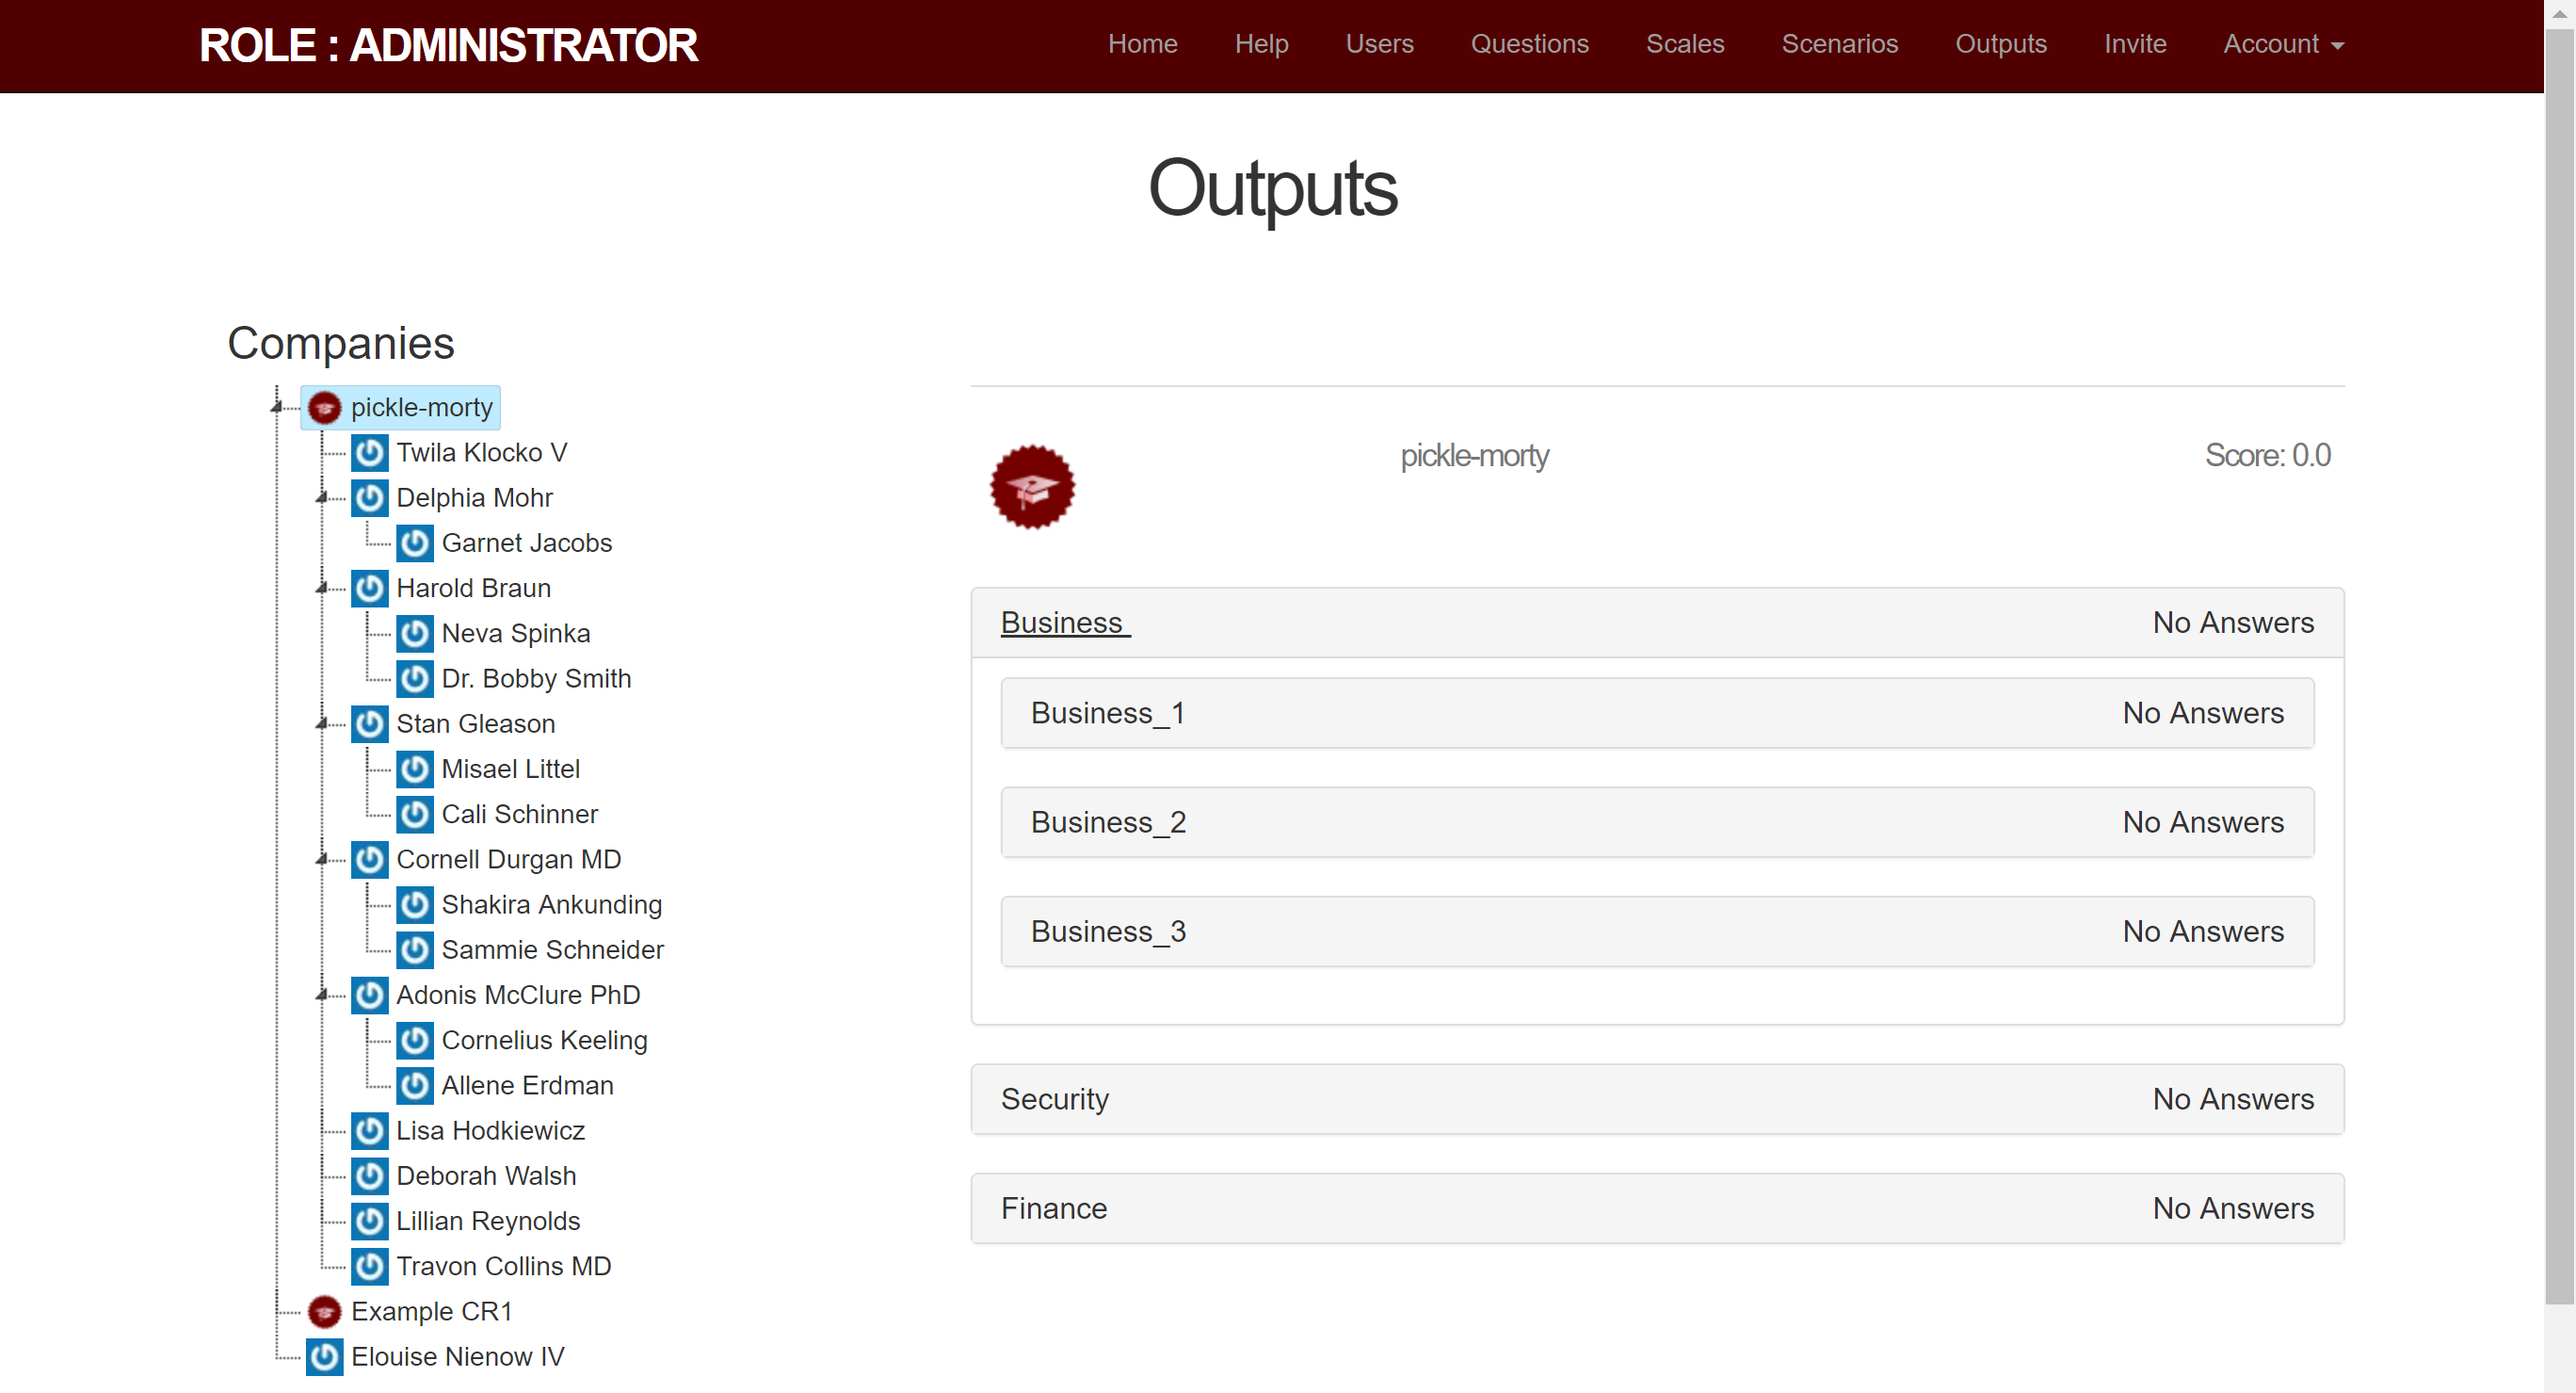 ROLE : ADMINISTRATOR
Home Help Users Questions Scales Scenarios Outputs Invite Account
Outputs
Companies
pickle-morty
Twila Klocko V
Delphia Mohr
Garnet Jacobs
Harold Braun
Neva Spinka
Dr. Bobby Smith
Stan Gleason
Misael Littel
Cali Schinner
Cornell Durgan MD
Shakira Ankunding
Sammie Schneider
Adonis McClure PhD
Cornelius Keeling
Allene Erdman
Lisa Hodkiewicz
Deborah Walsh
Lillian Reynolds
Travon Collins MD
Example CR1
Elouise Nienow IV
pickle-morty Score: 0.0
Business No Answers
Business_1 No Answers
Business_2 No Answers
Business_3 No Answers
Security No Answers
Finance No Answers